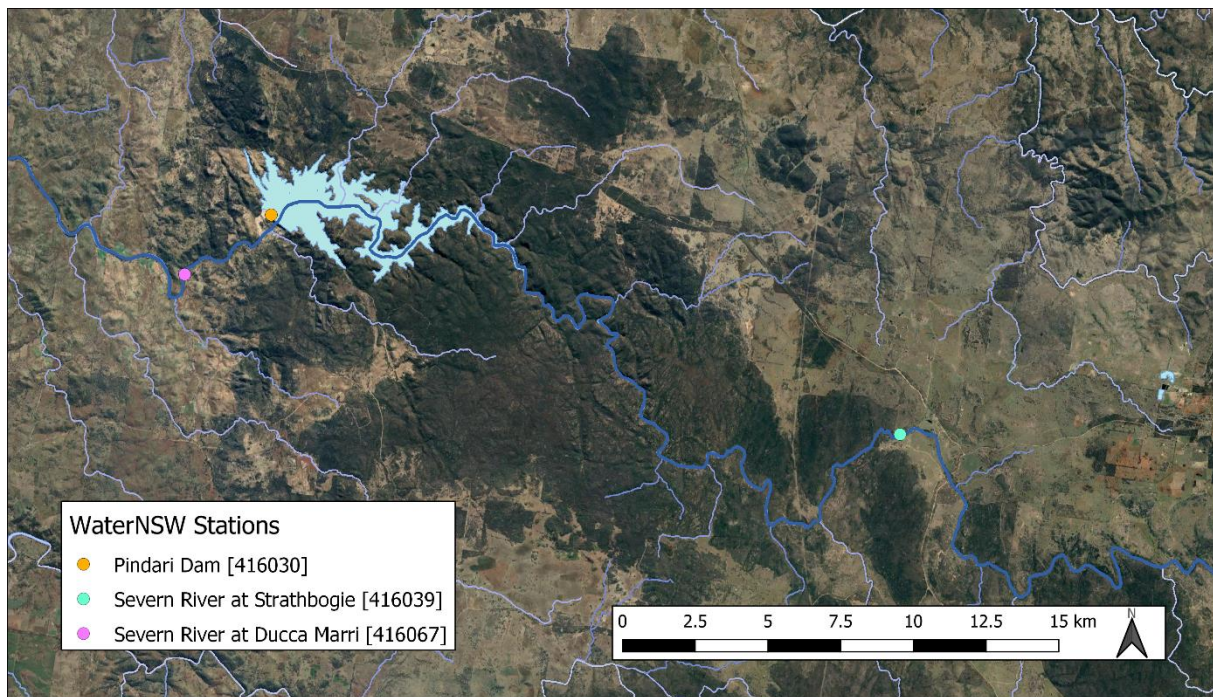 WaterNSW Stations
Pindari Dam [416030]
Severn River at Strathbogie [416039]
Severn River at Ducca Marri [416067]
0 2.5 5 7.5 10 12.5 15 km
N